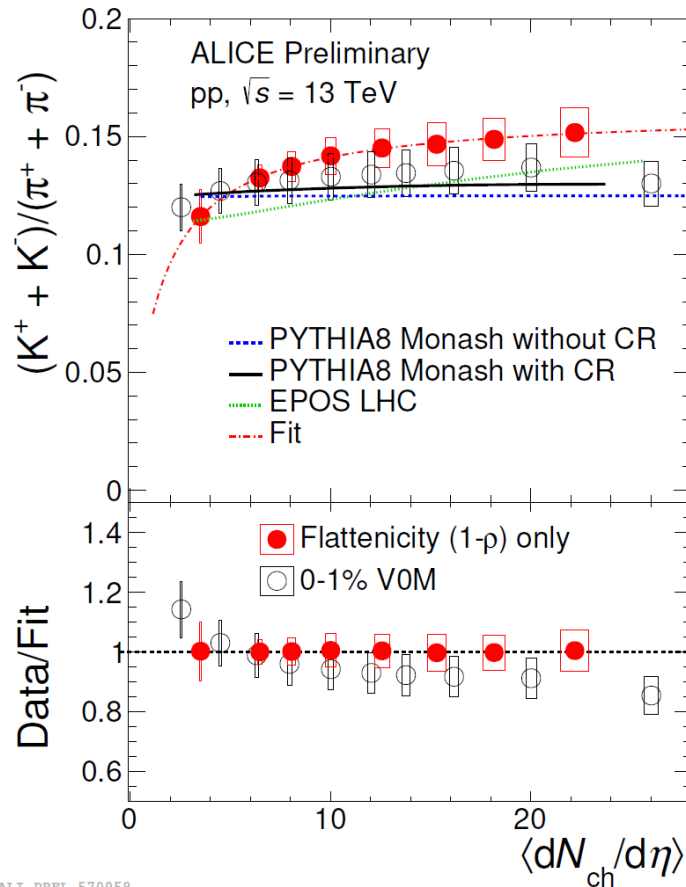 0.2
ALICE Preliminary
pp, √s = 13 TeV
0.15
0.1
(K⁺ + K⁻)/(π⁺ + π⁻)
PYTHIA8 Monash without CR
PYTHIA8 Monash with CR
0.05
EPOS LHC
Fit
0
1.4
Flattenicity (1-ρ) only
0-1% V0M
1.2
1
Data/Fit
0.8
0.6
0
10
20
⟨dN_ch/dη⟩